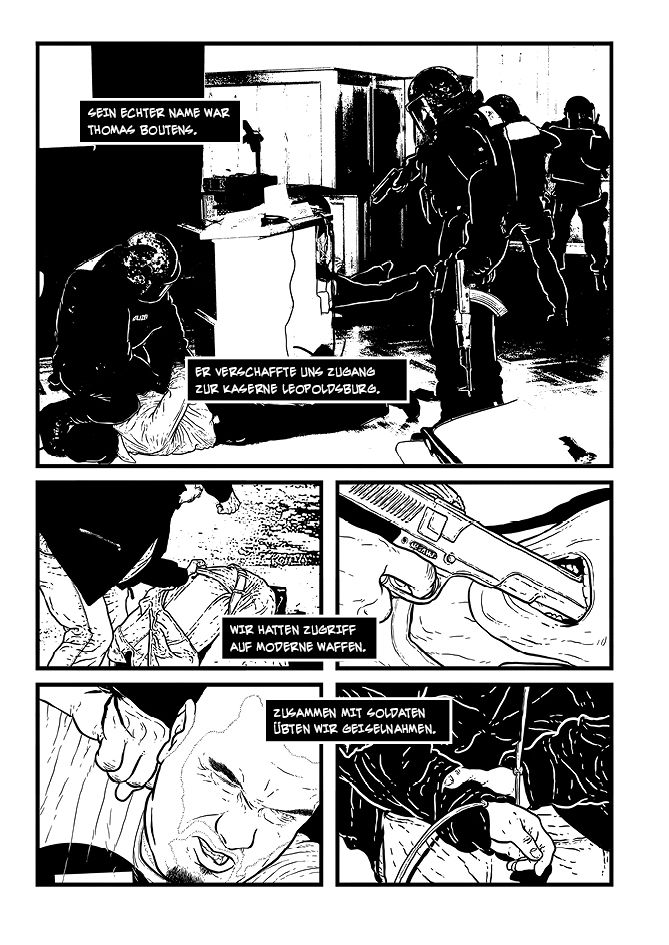 SEIN ECHTER NAME WAR
THOMAS BOUTENS.
ER VERSCHAFFTE UNS ZUGANG
ZUR KASERNE LEOPOLDSBURG.
WIR HATTEN ZUGRIFF
AUF MODERNE WAFFEN.
ZUSAMMEN MIT SOLDATEN
ÜBTEN WIR GEISELNAHMEN.